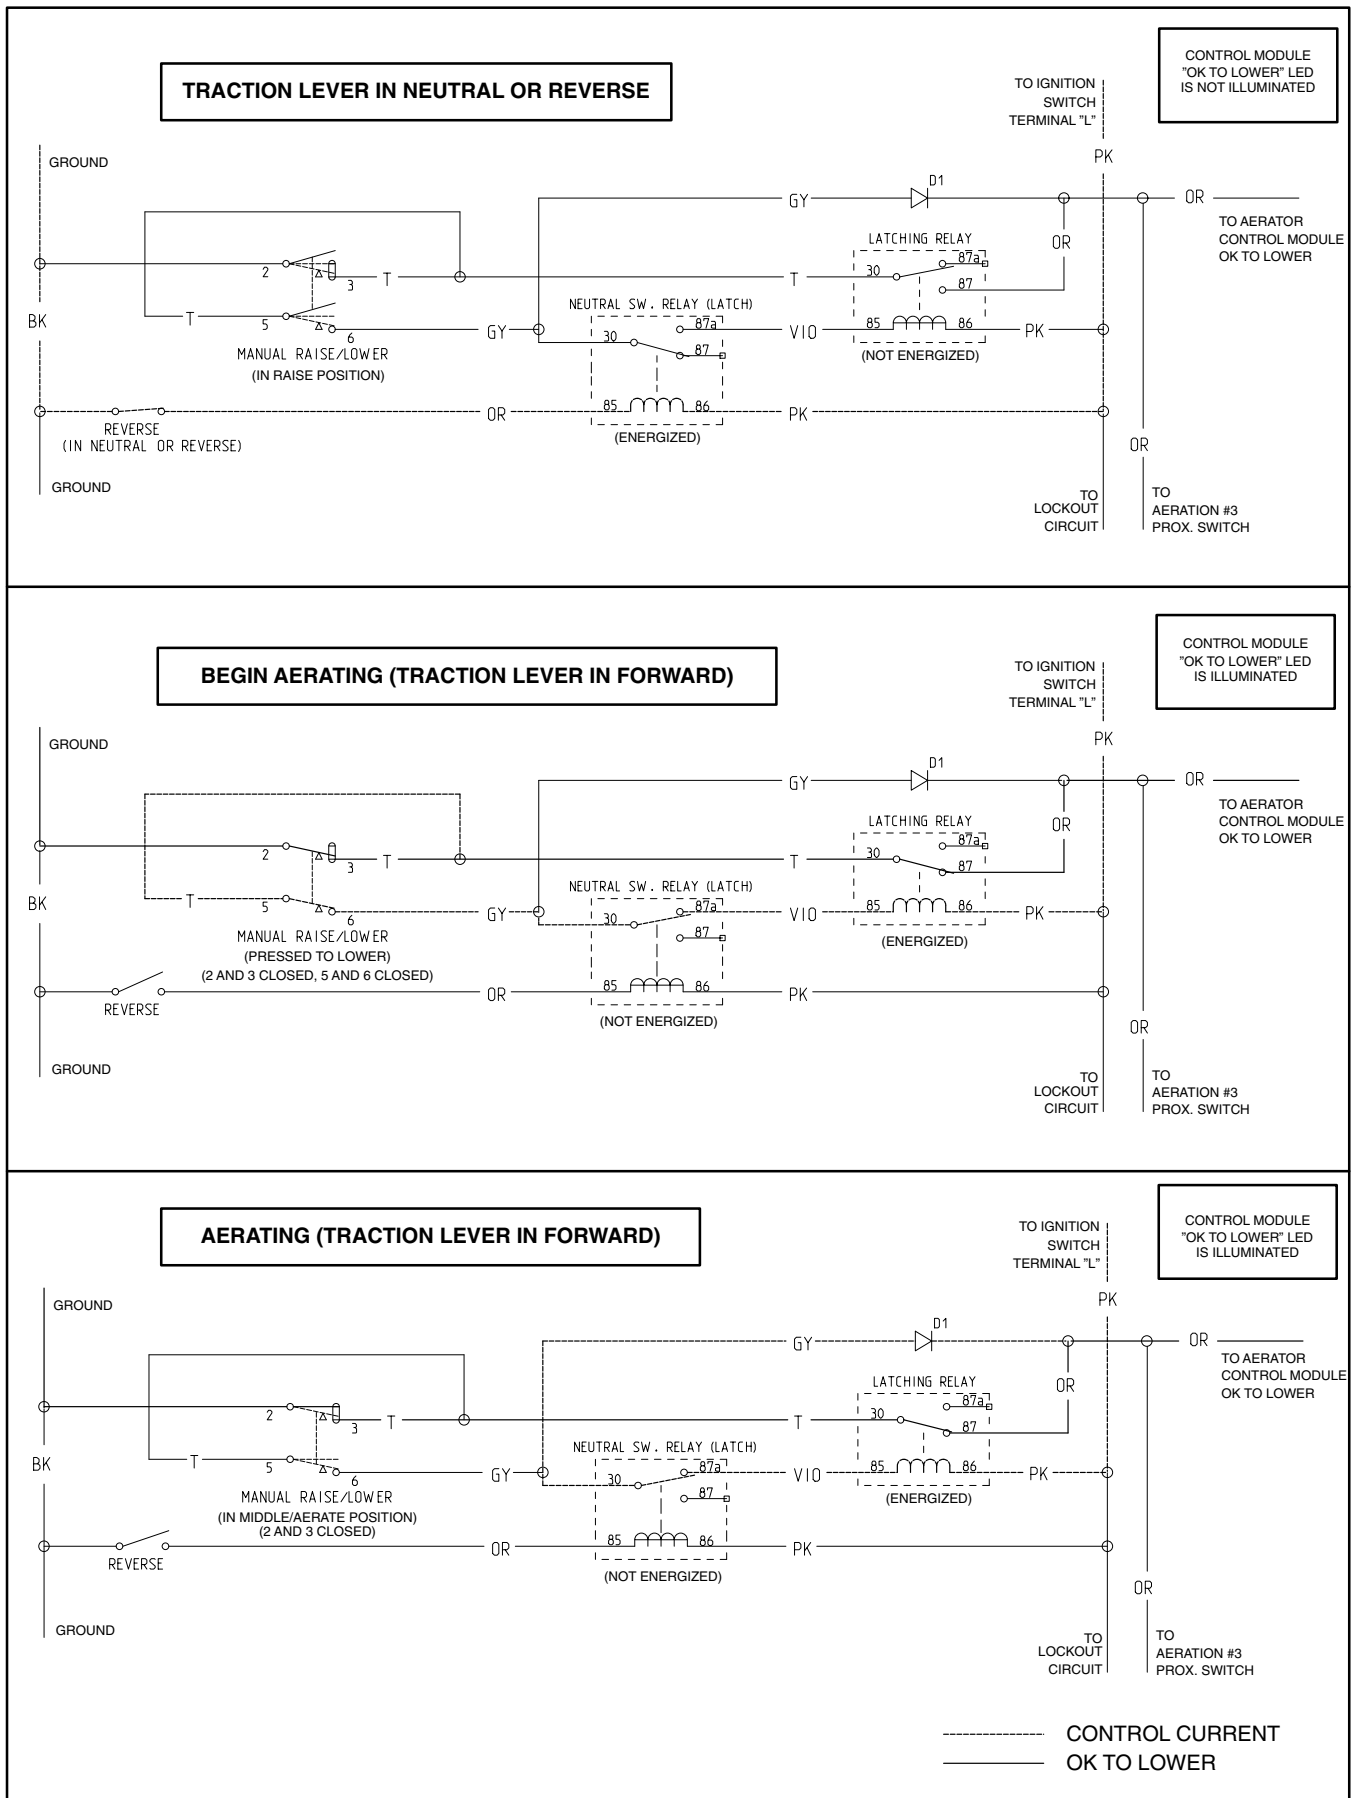 TRACTION LEVER IN NEUTRAL OR REVERSE
TO IGNITION
SWITCH
TERMINAL "L"
CONTROL MODULE
"OK TO LOWER" LED
IS NOT ILLUMINATED
GROUND
PK
GY
D1
OR
TO AERATOR
CONTROL MODULE
OK TO LOWER
LATCHING RELAY
OR
2
3
T
T
30
87a
87
NEUTRAL SW. RELAY (LATCH)
BK
T
5
6
GY
30
87a
87
VIO
85
86
PK
MANUAL RAISE/LOWER
(IN RAISE POSITION)
(NOT ENERGIZED)
REVERSE
(IN NEUTRAL OR REVERSE)
OR
85
86
PK
(ENERGIZED)
OR
GROUND
TO
LOCKOUT
CIRCUIT
TO
AERATION #3
PROX. SWITCH
BEGIN AERATING (TRACTION LEVER IN FORWARD)
TO IGNITION
SWITCH
TERMINAL "L"
CONTROL MODULE
"OK TO LOWER" LED
IS ILLUMINATED
GROUND
PK
GY
D1
OR
TO AERATOR
CONTROL MODULE
OK TO LOWER
LATCHING RELAY
OR
2
3
T
T
30
87a
87
NEUTRAL SW. RELAY (LATCH)
BK
T
5
6
GY
30
87a
87
VIO
85
86
PK
MANUAL RAISE/LOWER
(PRESSED TO LOWER)
(2 AND 3 CLOSED, 5 AND 6 CLOSED)
(ENERGIZED)
REVERSE
OR
85
86
PK
(NOT ENERGIZED)
OR
GROUND
TO
LOCKOUT
CIRCUIT
TO
AERATION #3
PROX. SWITCH
AERATING (TRACTION LEVER IN FORWARD)
TO IGNITION
SWITCH
TERMINAL "L"
CONTROL MODULE
"OK TO LOWER" LED
IS ILLUMINATED
GROUND
PK
GY
D1
OR
TO AERATOR
CONTROL MODULE
OK TO LOWER
LATCHING RELAY
OR
2
3
T
T
30
87a
87
NEUTRAL SW. RELAY (LATCH)
BK
T
5
6
GY
30
87a
87
VIO
85
86
PK
MANUAL RAISE/LOWER
(IN MIDDLE/AERATE POSITION)
(2 AND 3 CLOSED)
(ENERGIZED)
REVERSE
OR
85
86
PK
(NOT ENERGIZED)
OR
GROUND
TO
LOCKOUT
CIRCUIT
TO
AERATION #3
PROX. SWITCH
CONTROL CURRENT
OK TO LOWER